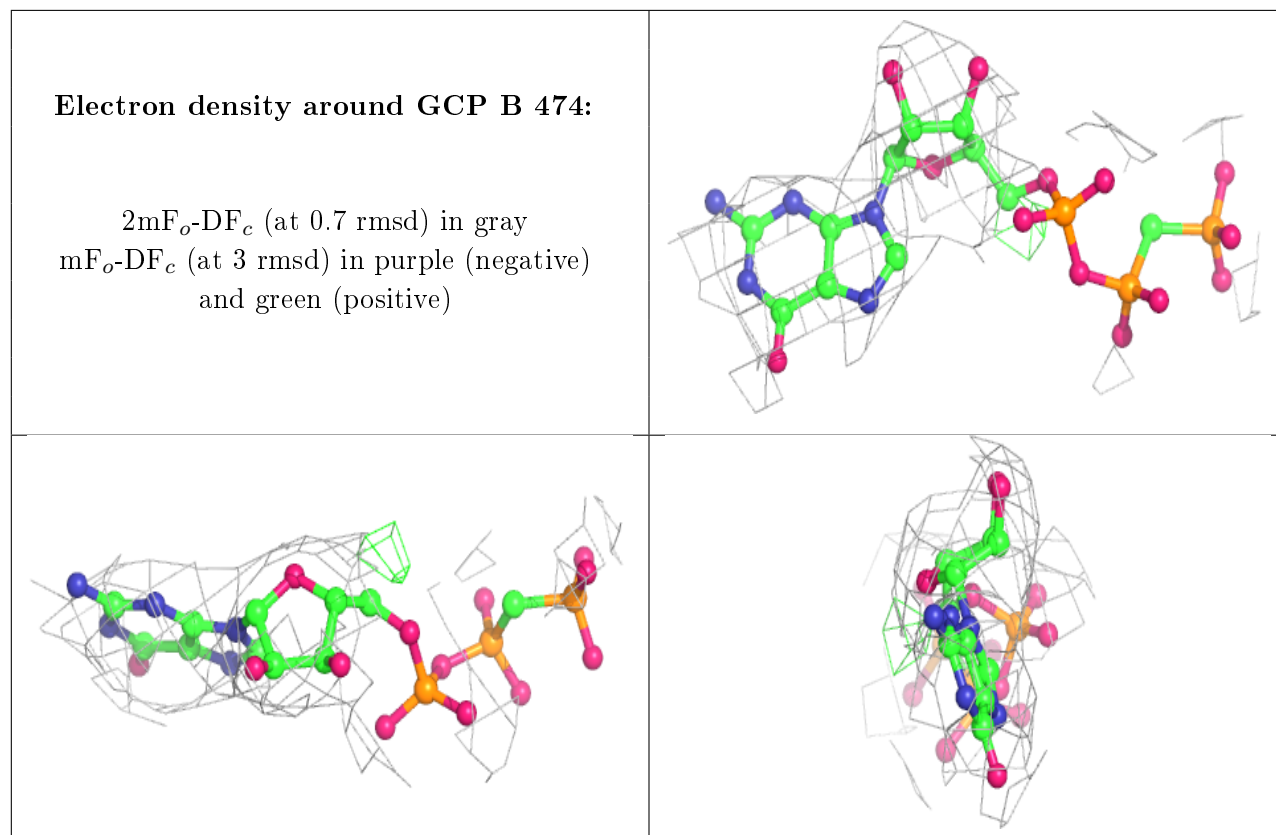 Electron density around GCP B 474:
2mFo-DFc (at 0.7 rmsd) in gray
mFo-DFc (at 3 rmsd) in purple (negative)
and green (positive)